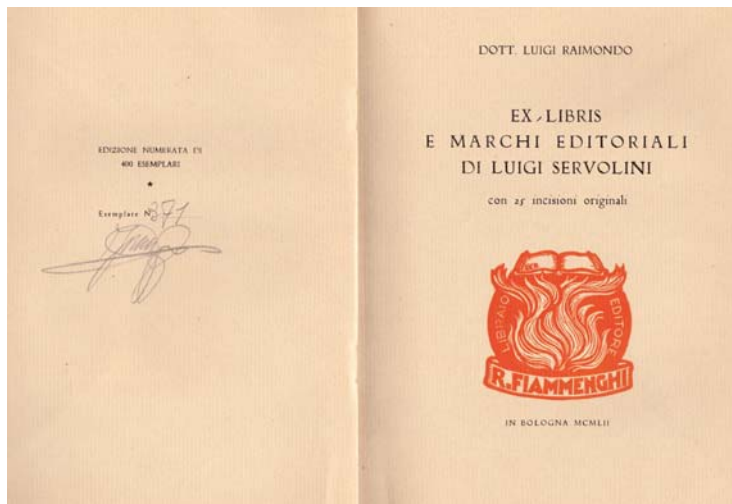 EDIZIONE NUMERATA DI
400 ESEMPLARI
Esemplare N. 371
DOTT. LUIGI RAIMONDO
EX-LIBRIS
E MARCHI EDITORIALI
DI LUIGI SERVOLINI
con 25 incisioni originali
LIBRAIO
EDITORE
R. FIAMMENGHI
IN BOLOGNA MCMLII